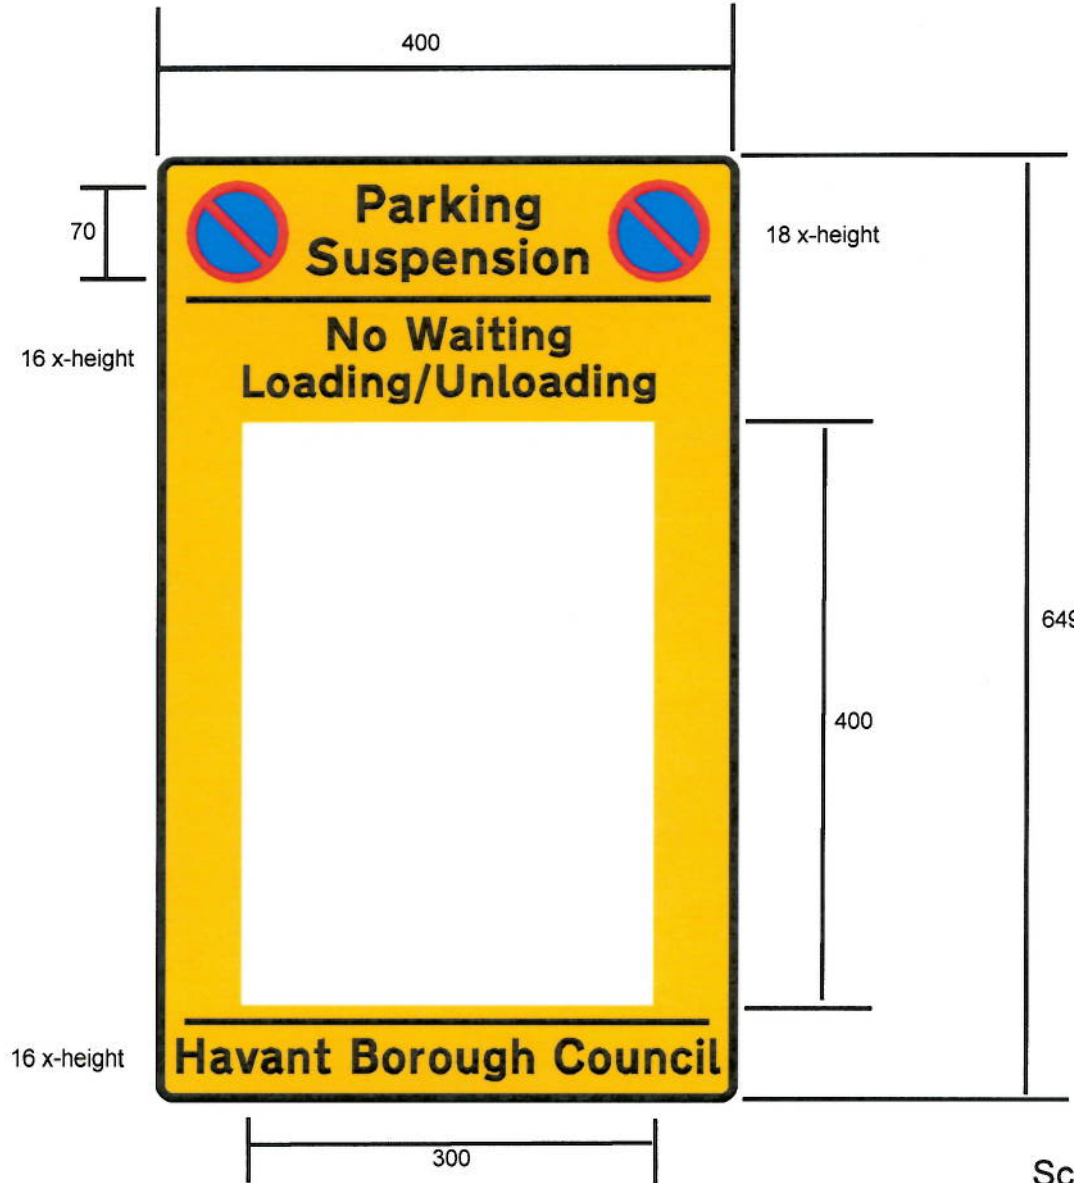 400
70
Parking
Suspension
18 x-height
16 x-height
No Waiting
Loading/Unloading
649
400
16 x-height
Havant Borough Council
300